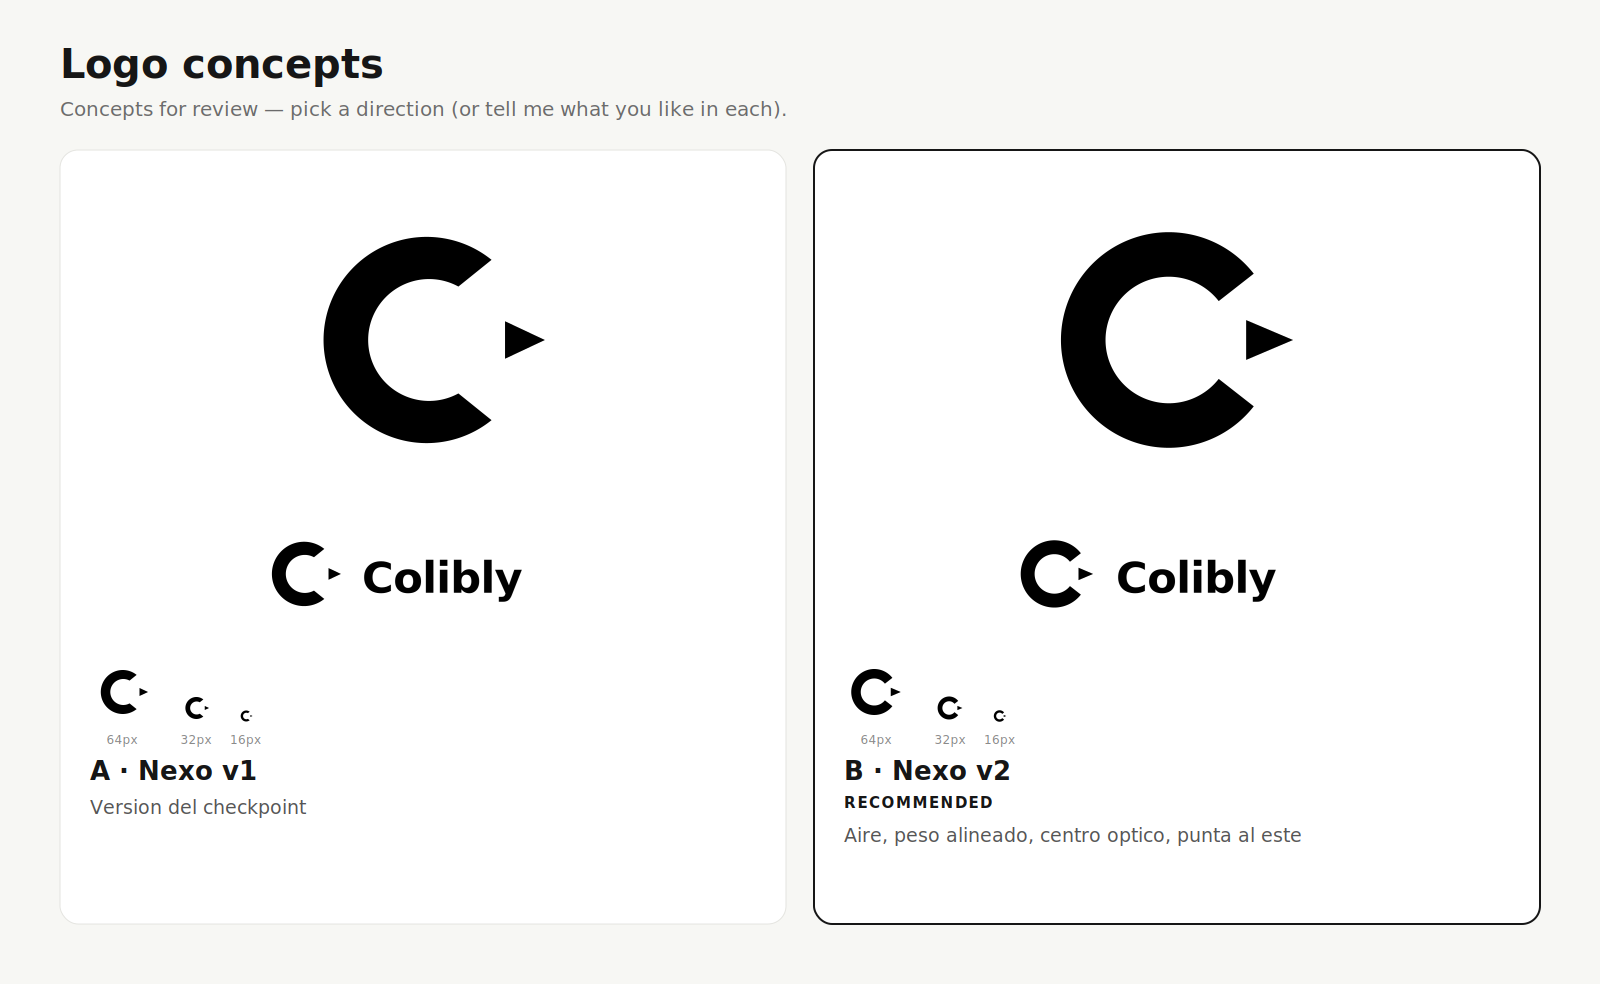 Logo concepts
Concepts for review — pick a direction (or tell me what you like in each).
Colibly
64px 32px 16px
A · Nexo v1
Version del checkpoint
Colibly
64px 32px 16px
B · Nexo v2
RECOMMENDED
Aire, peso alineado, centro optico, punta al este